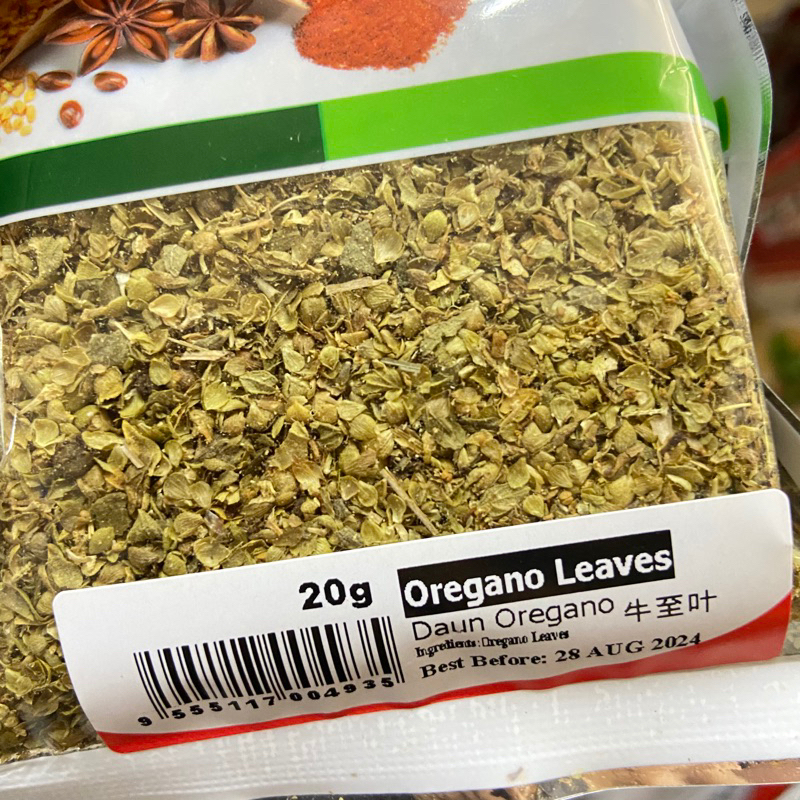 20g
Oregano Leaves
Daun Oregano 牛至叶
Ingredients: Oregano Leaves
Best Before: 28 AUG 2024
9 555117 004935